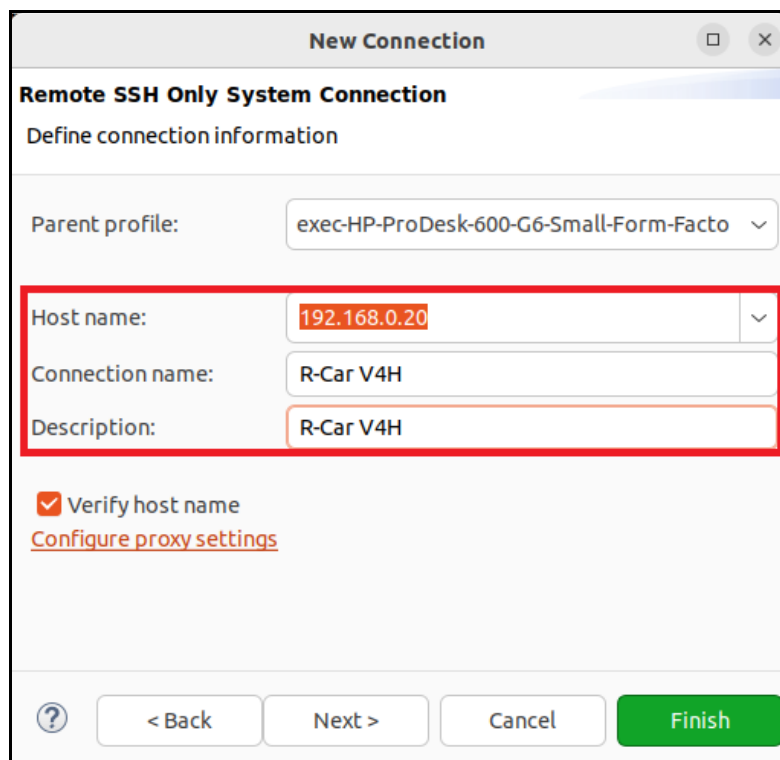 New Connection
Remote SSH Only System Connection
Define connection information
Parent profile: exec-HP-ProDesk-600-G6-Small-Form-Facto
Host name: 192.168.0.20
Connection name: R-Car V4H
Description: R-Car V4H
Verify host name
Configure proxy settings
? < Back Next > Cancel Finish